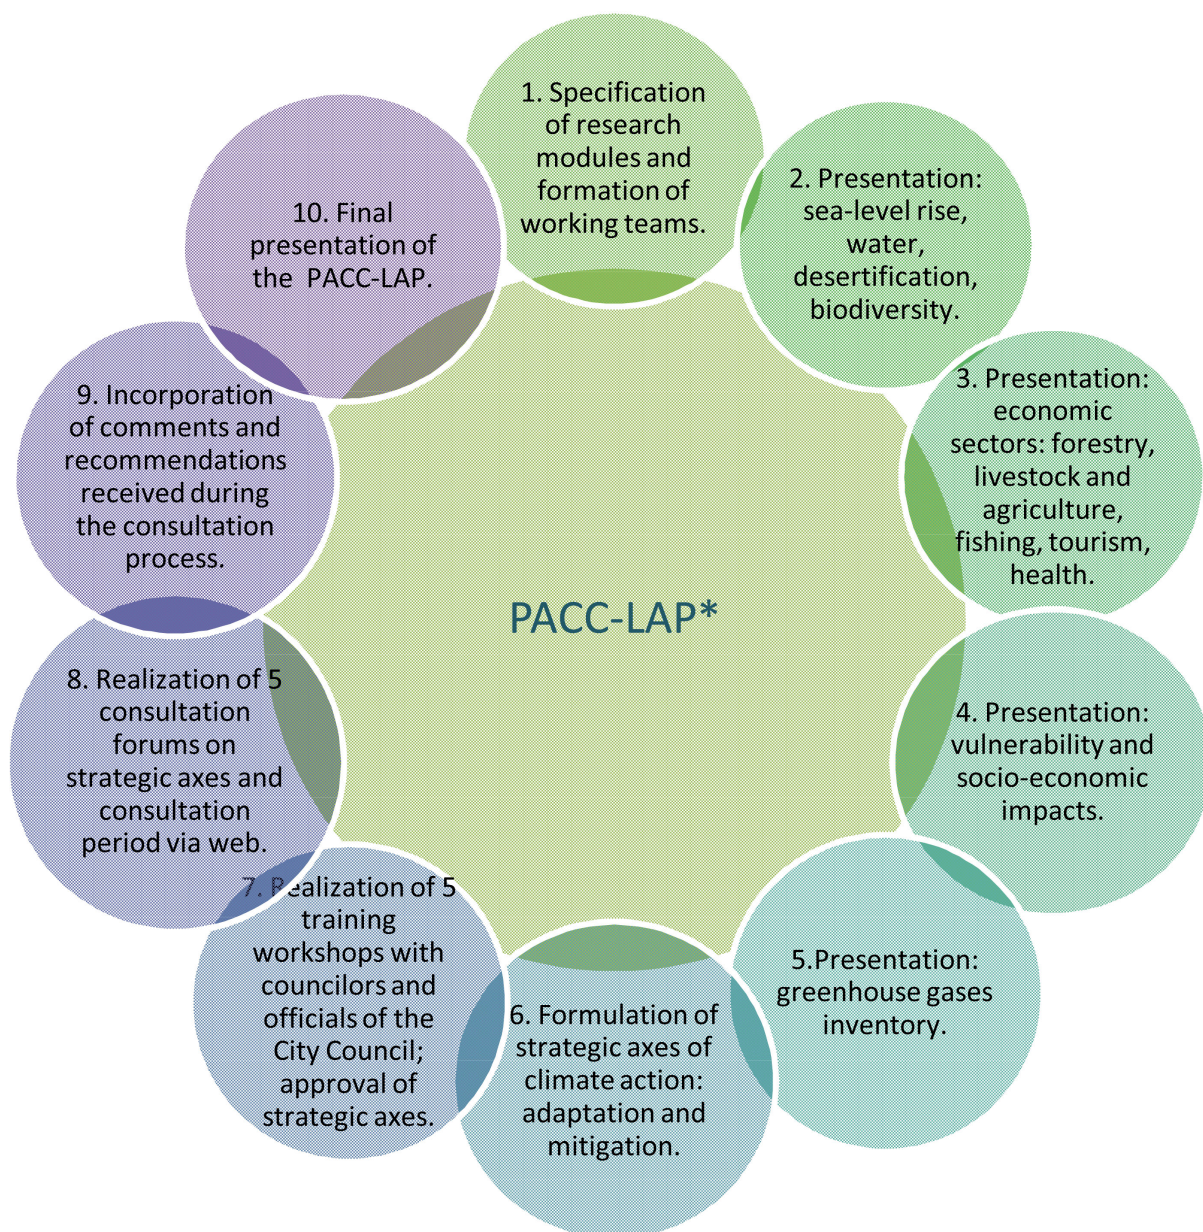 1. Specification
of research
modules and
formation of
working teams.
2. Presentation:
sea-level rise,
water,
desertification,
biodiversity.
3. Presentation:
economic
sectors: forestry,
livestock and
agriculture,
fishing, tourism,
health.
4. Presentation:
vulnerability and
socio-economic
impacts.
5.Presentation:
greenhouse gases
inventory.
6. Formulation of
strategic axes of
climate action:
adaptation and
mitigation.
7. Realization of 5
training
workshops with
councilors and
officials of the
City Council;
approval of
strategic axes.
8. Realization of 5
consultation
forums on
strategic axes and
consultation
period via web.
9. Incorporation
of comments and
recommendations
received during
the consultation
process.
10. Final
presentation of
the PACC-LAP.
PACC-LAP*